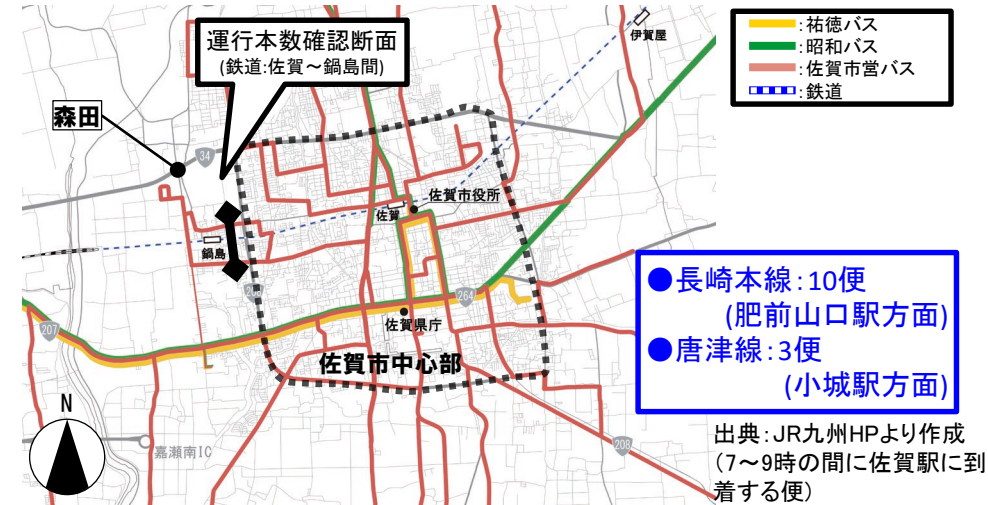 運行本数確認断面
(鉄道:佐賀～鍋島間)
伊賀屋
:祐徳バス
:昭和バス
:佐賀市営バス
:鉄道
森田
34
佐賀市役所
佐賀
鍋島
264
207
佐賀県庁
佐賀市中心部
●長崎本線:10便
(肥前山口駅方面)
●唐津線:3便
(小城駅方面)
N
嘉瀬南IC
208
出典:JR九州HPより作成
(7～9時の間に佐賀駅に到
着する便)